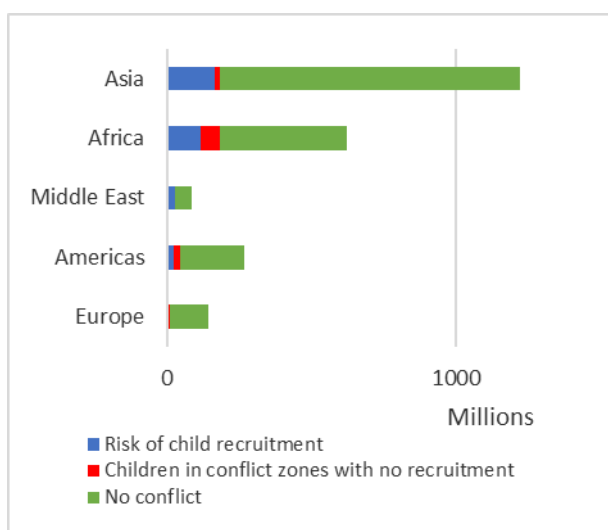 Asia
Africa
Middle East
Americas
Europe
0 1000
Millions
Risk of child recruitment
Children in conflict zones with no recruitment
No conflict